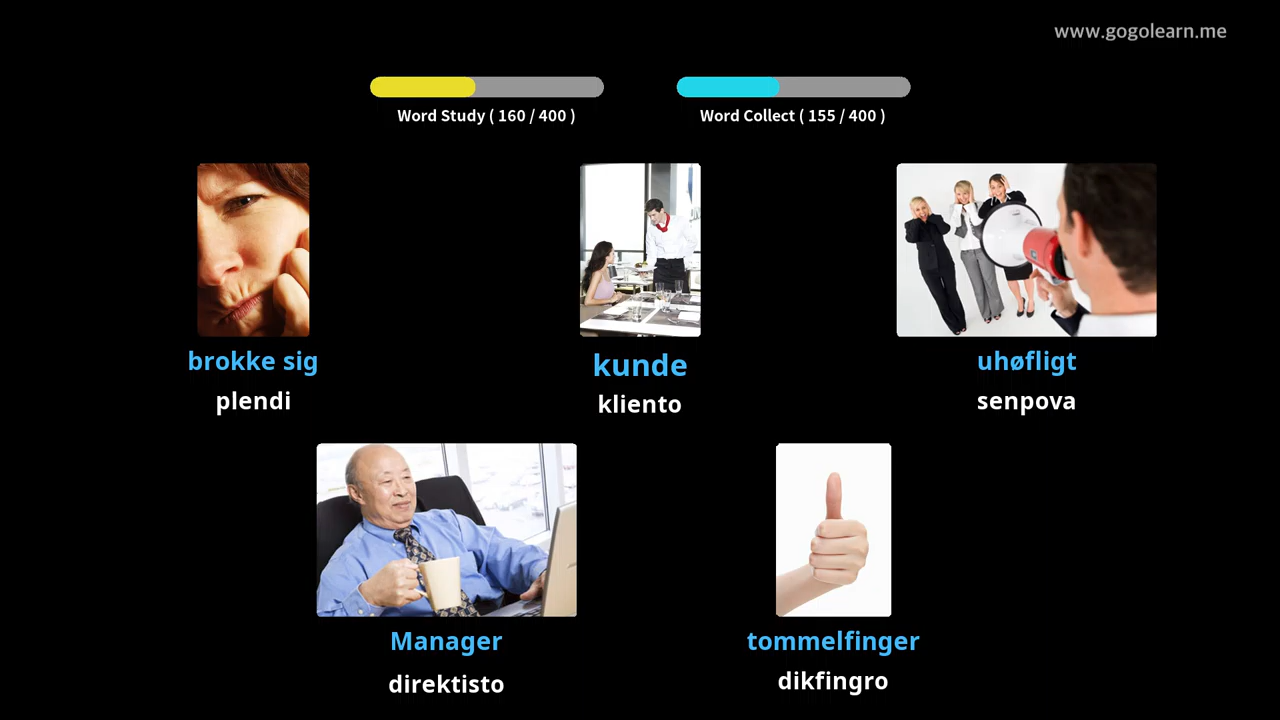 www.gogolearn.me
Word Study ( 160 / 400 )
Word Collect ( 155 / 400 )
brokke sig
plendi
kunde
kliento
uhøfligt
senpova
Manager
direktisto
tommelfinger
dikfingro